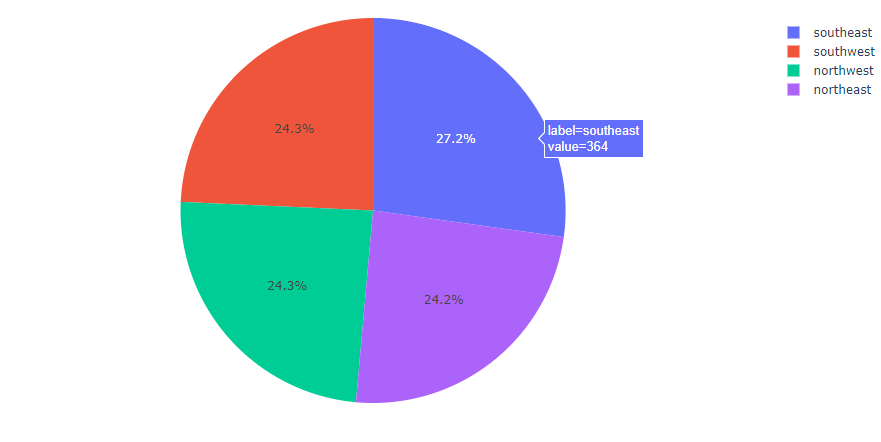 southeast
southwest
northwest
northeast
24.3%
27.2%
label=southeast
value=364
24.3%
24.2%